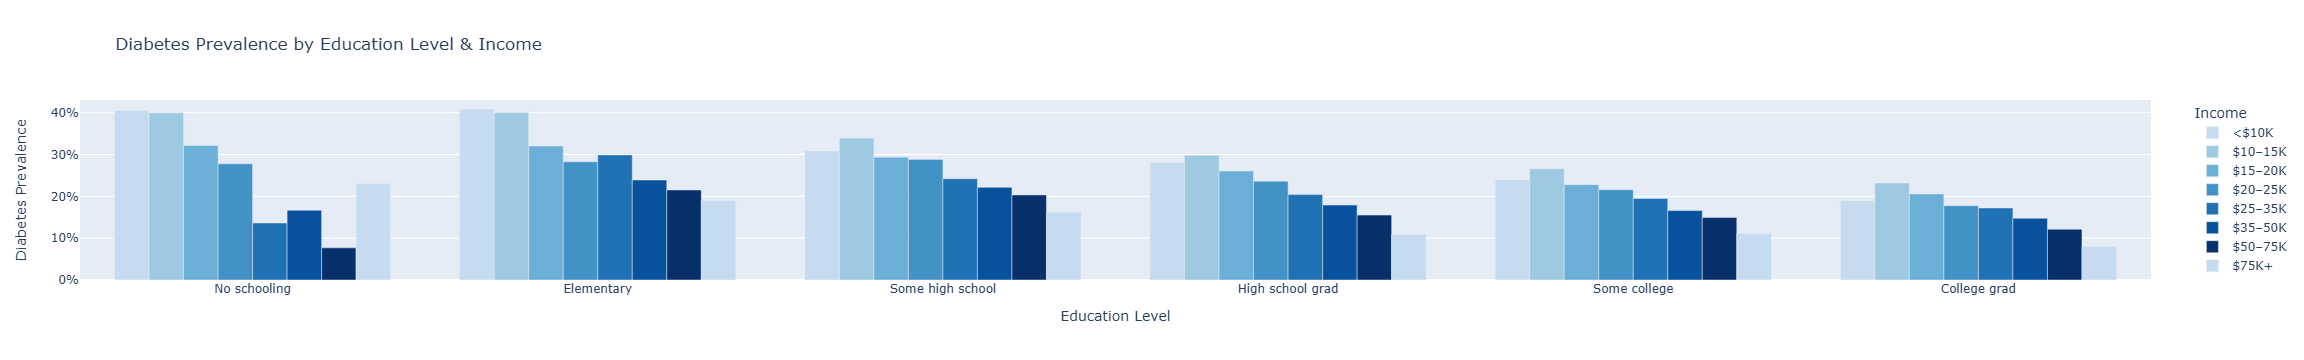 Diabetes Prevalence by Education Level & Income
Diabetes Prevalence
40%
30%
20%
10%
0%
No schooling
Elementary
Some high school
High school grad
Some college
College grad
Education Level
Income
<$10K
$10–15K
$15–20K
$20–25K
$25–35K
$35–50K
$50–75K
$75K+